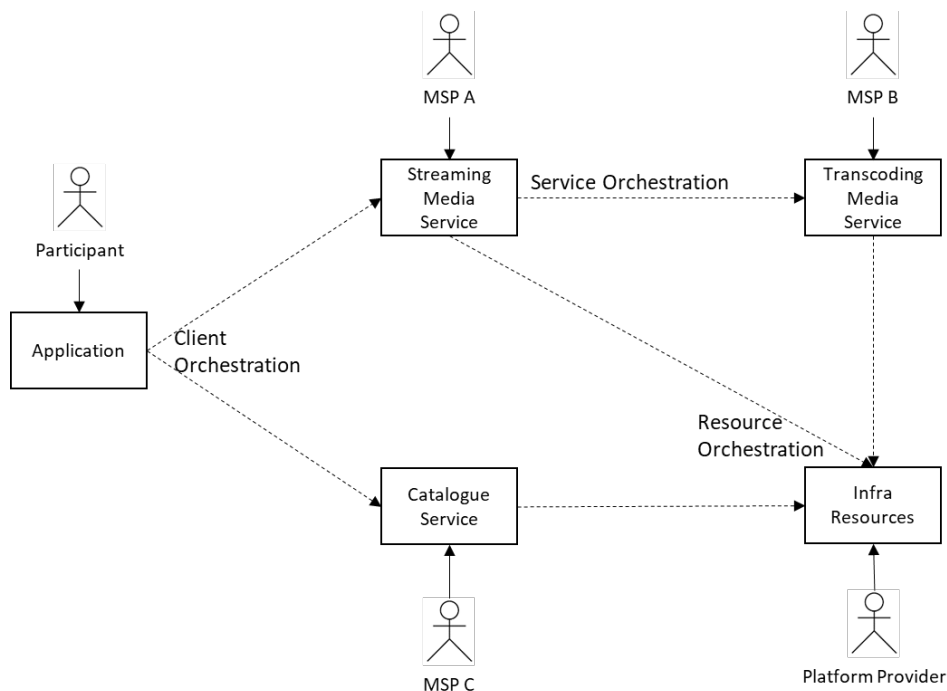 MSP A
MSP B
Streaming
Media
Service
Service Orchestration
Transcoding
Media
Service
Participant
Application
Client
Orchestration
Resource
Orchestration
Catalogue
Service
Infra
Resources
MSP C
Platform Provider